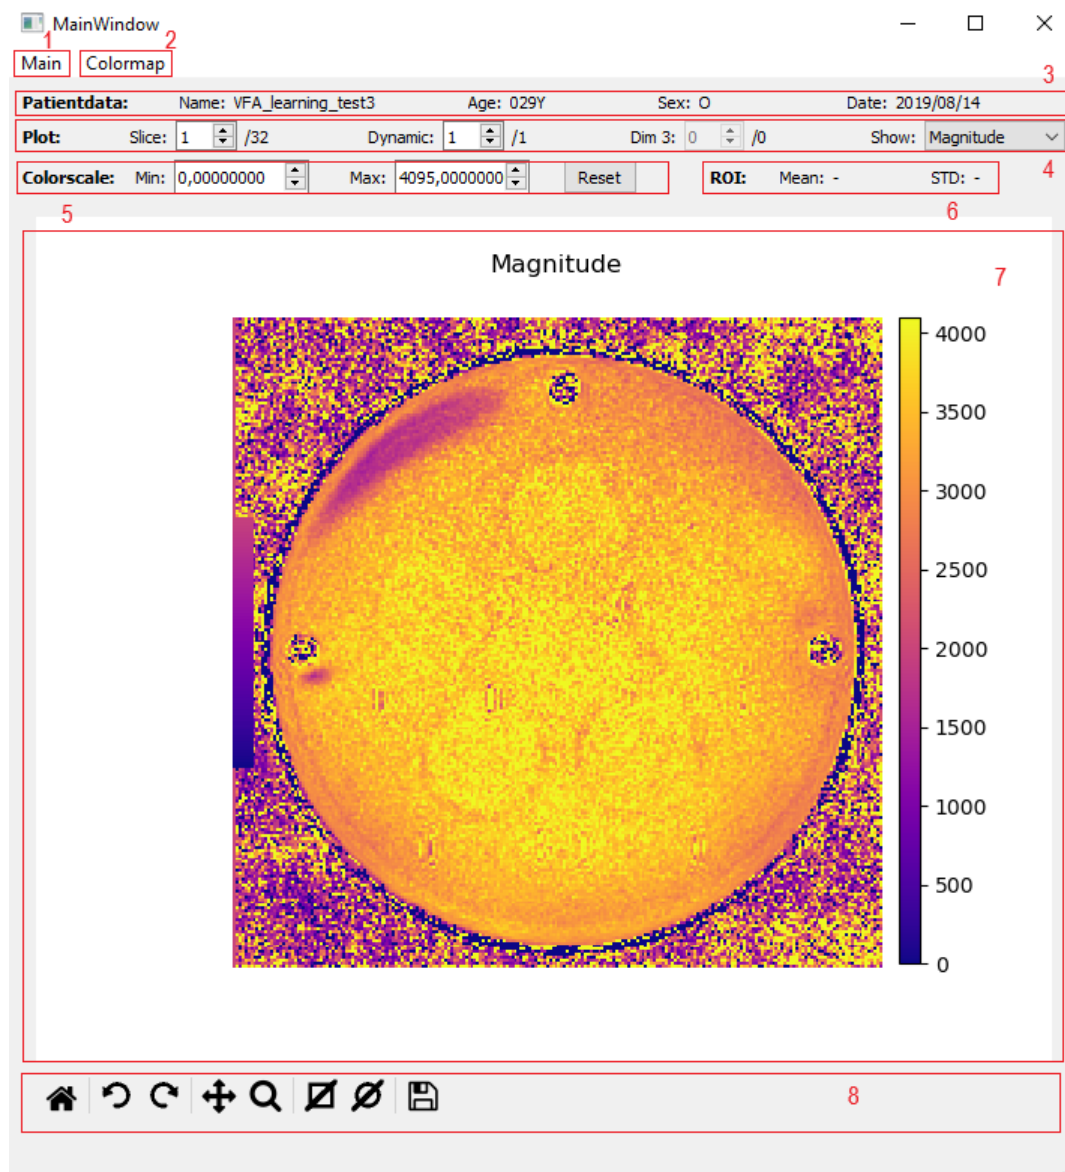 MainWindow
1 2
Main Colormap
3
Patientdata: Name: VFA_learning_test3 Age: 029Y Sex: O Date: 2019/08/14
Plot: Slice: 1 /32 Dynamic: 1 /1 Dim 3: 0 /0 Show: Magnitude
4
Colorscale: Min: 0,00000000 Max: 4095,0000000 Reset ROI: Mean: - STD: -
5 6
Magnitude
7
4000
3500
3000
2500
2000
1500
1000
500
0
8